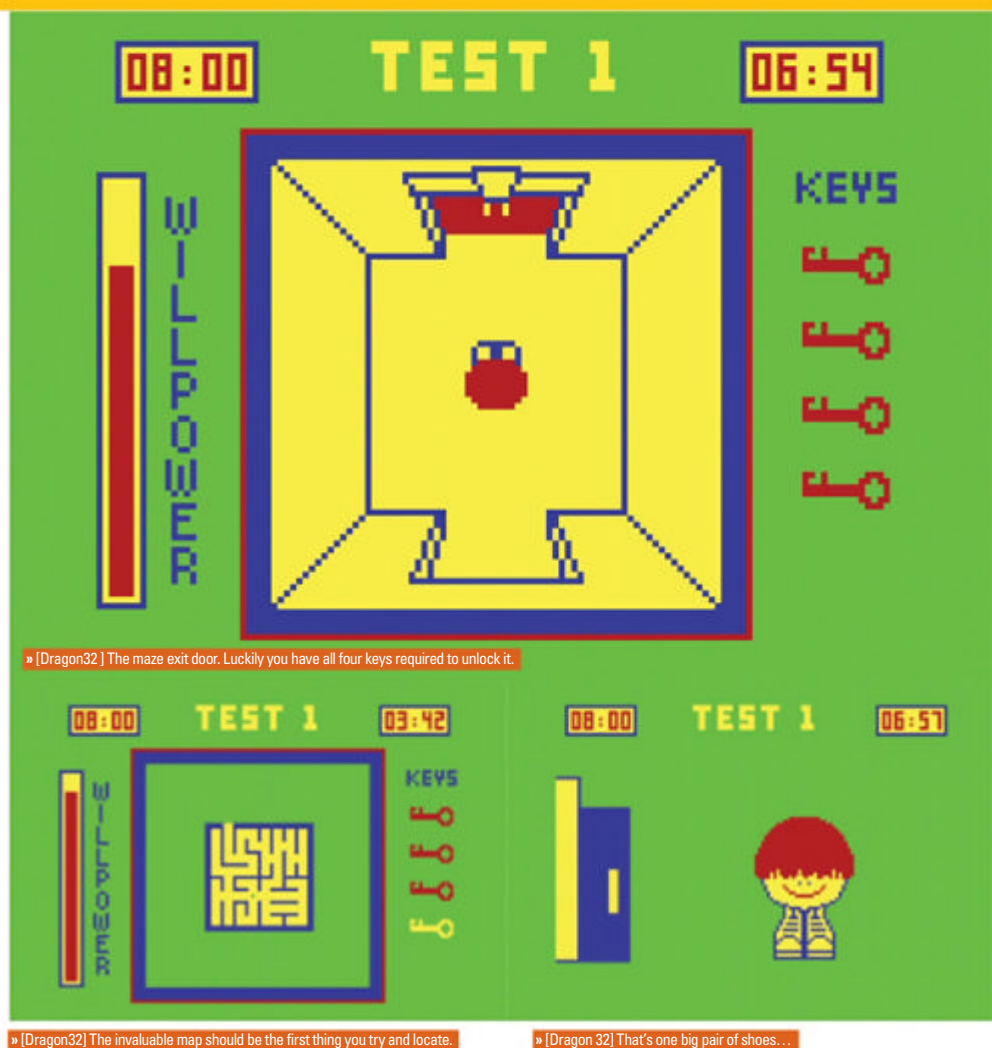 08:00 TEST 1 06:54
WILLPOWER
KEYS
» [Dragon32 ] The maze exit door. Luckily you have all four keys required to unlock it.
08:00 TEST 1 03:42
WILLPOWER
KEYS
08:00 TEST 1 06:57
» [Dragon32] The invaluable map should be the first thing you try and locate.
» [Dragon 32] That’s one big pair of shoes…